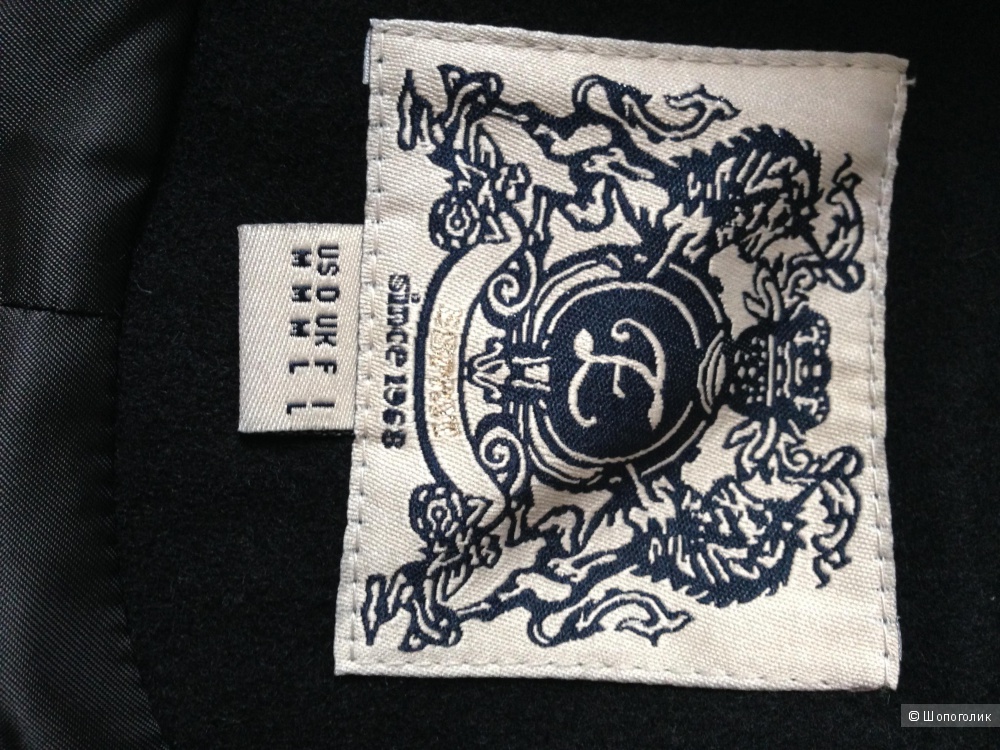 since 1968
US D UK F I
M M M L L
© Шопоголик